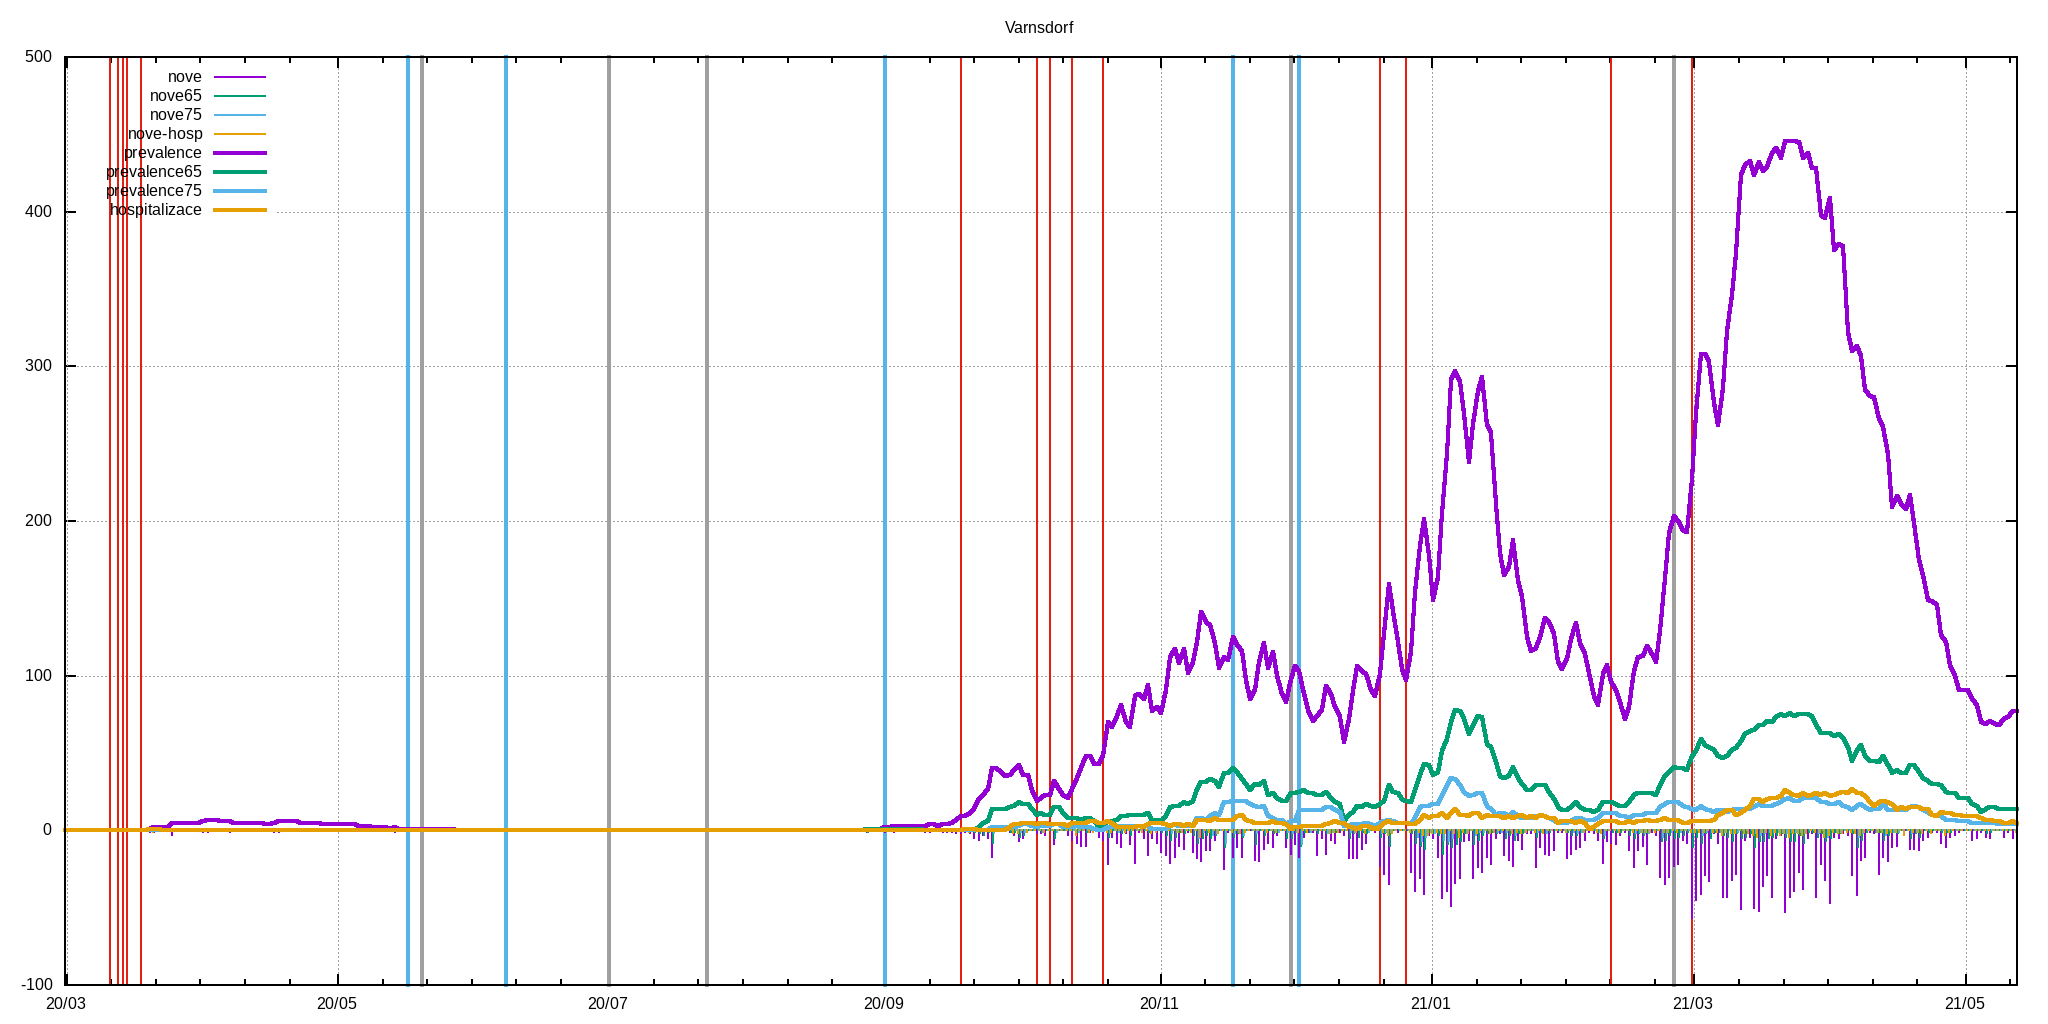 Varnsdorf
500
nove
nove65
nove75
nove-hosp
prevalence
prevalence65
prevalence75
hospitalizace
400
300
200
100
0
-100
20/03 20/05 20/07 20/09 20/11 21/01 21/03 21/05